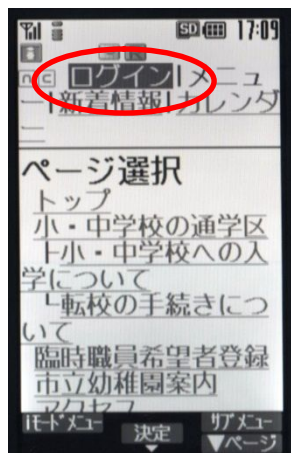 SD 17:09
ログイン|メニュ
ー|新着情報|カレンダ
ー
ページ選択
トップ
小・中学校の通学区
├小・中学校への入
学について
└転校の手続きにつ
いて
臨時職員希望者登録
市立幼稚園案内
アクセス
iモードメニュー 決定 サブメニュー
▼ページ